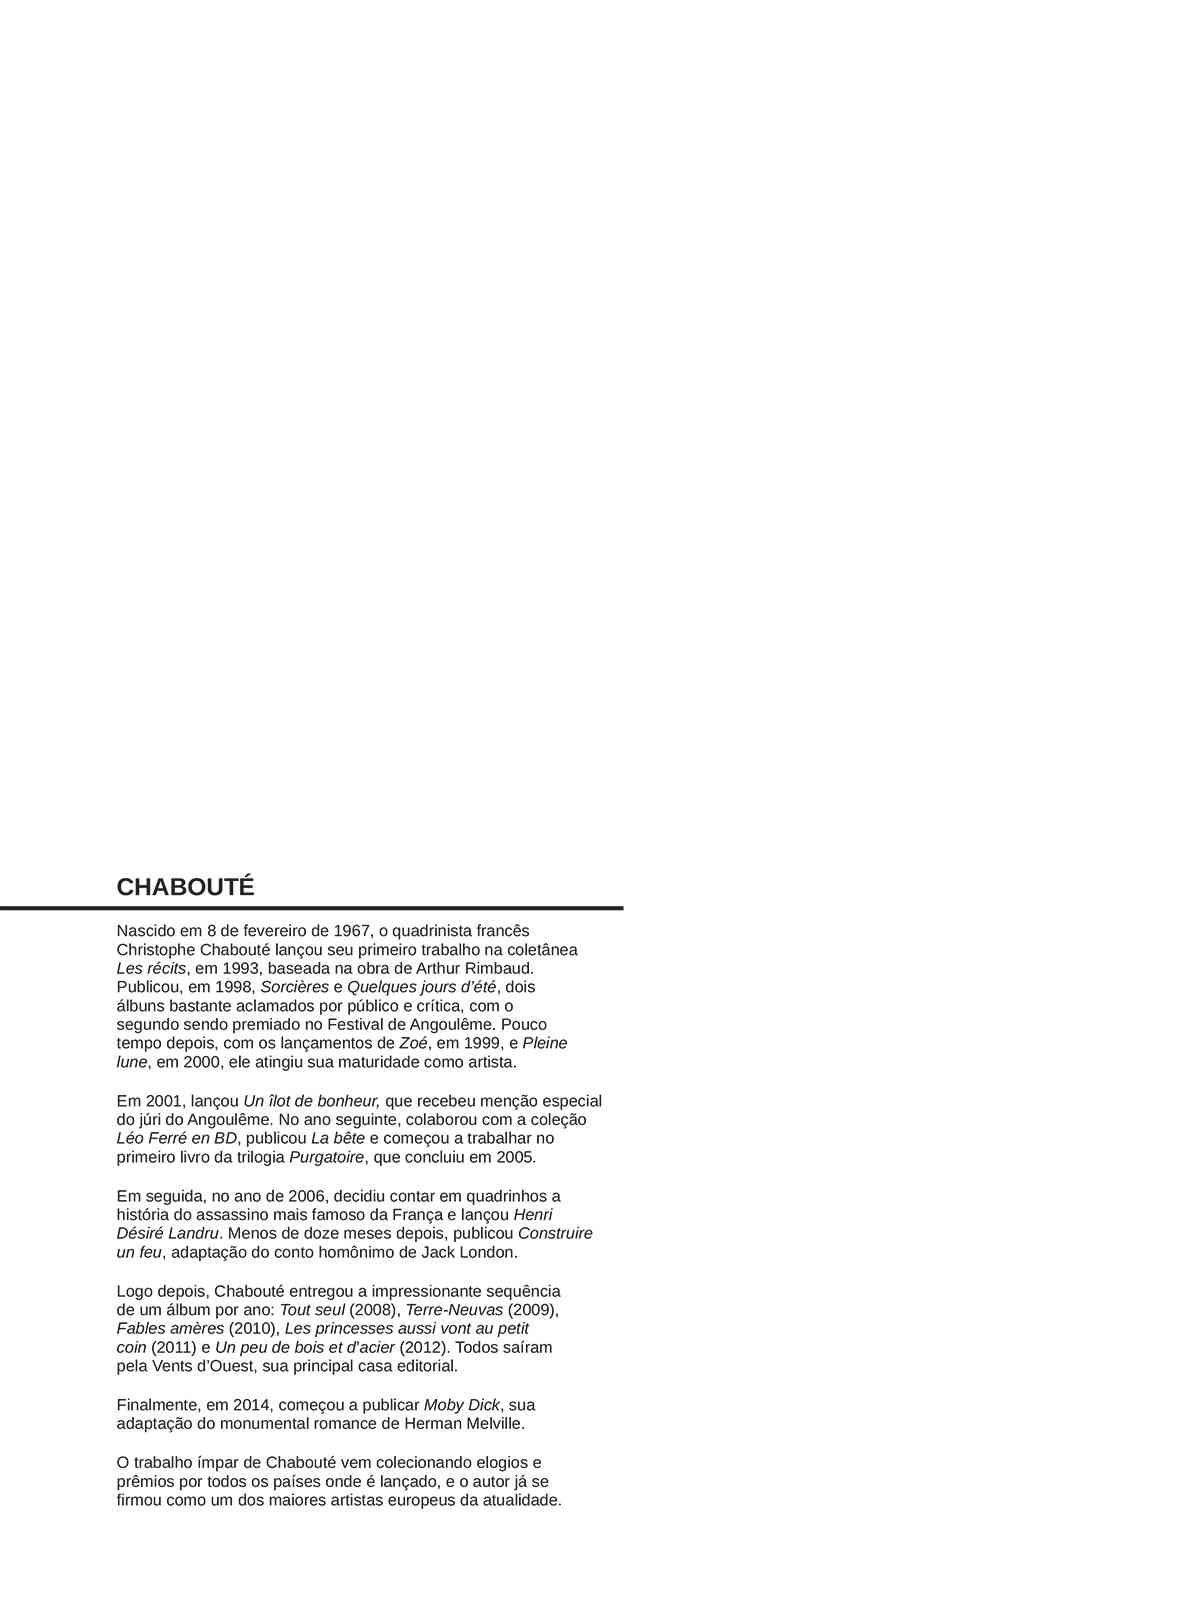 CHABOUTÉ
Nascido em 8 de fevereiro de 1967, o quadrinista francês
Christophe Chabouté lançou seu primeiro trabalho na coletânea
Les récits, em 1993, baseada na obra de Arthur Rimbaud.
Publicou, em 1998, Sorcières e Quelques jours d’été, dois
álbuns bastante aclamados por público e crítica, com o
segundo sendo premiado no Festival de Angoulême. Pouco
tempo depois, com os lançamentos de Zoé, em 1999, e Pleine
lune, em 2000, ele atingiu sua maturidade como artista.
Em 2001, lançou Un îlot de bonheur, que recebeu menção especial
do júri do Angoulême. No ano seguinte, colaborou com a coleção
Léo Ferré en BD, publicou La bête e começou a trabalhar no
primeiro livro da trilogia Purgatoire, que concluiu em 2005.
Em seguida, no ano de 2006, decidiu contar em quadrinhos a
história do assassino mais famoso da França e lançou Henri
Désiré Landru. Menos de doze meses depois, publicou Construire
un feu, adaptação do conto homônimo de Jack London.
Logo depois, Chabouté entregou a impressionante sequência
de um álbum por ano: Tout seul (2008), Terre-Neuvas (2009),
Fables amères (2010), Les princesses aussi vont au petit
coin (2011) e Un peu de bois et d’acier (2012). Todos saíram
pela Vents d’Ouest, sua principal casa editorial.
Finalmente, em 2014, começou a publicar Moby Dick, sua
adaptação do monumental romance de Herman Melville.
O trabalho ímpar de Chabouté vem colecionando elogios e
prêmios por todos os países onde é lançado, e o autor já se
firmou como um dos maiores artistas europeus da atualidade.